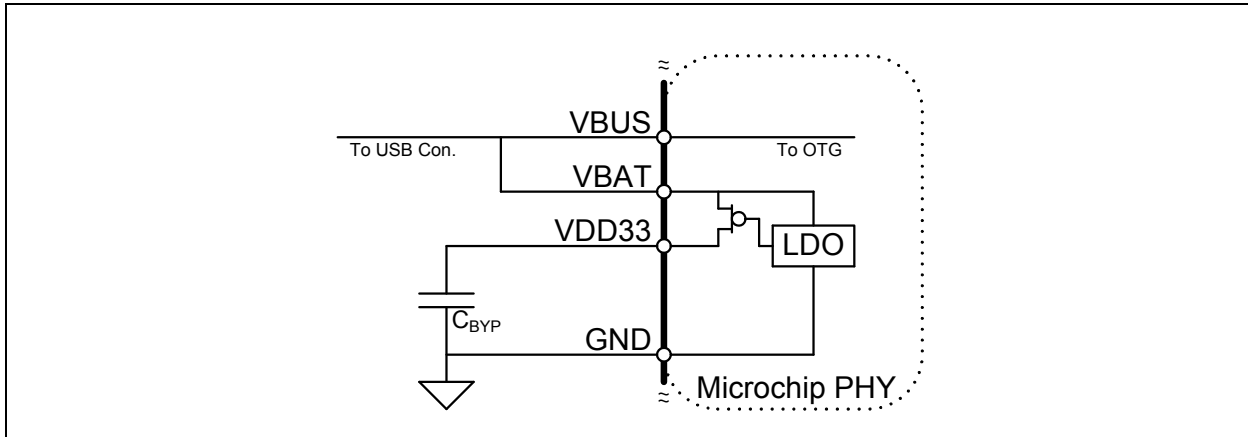 VBUS
To USB Con.
To OTG
VBAT
VDD33
LDO
CBYP
GND
Microchip PHY